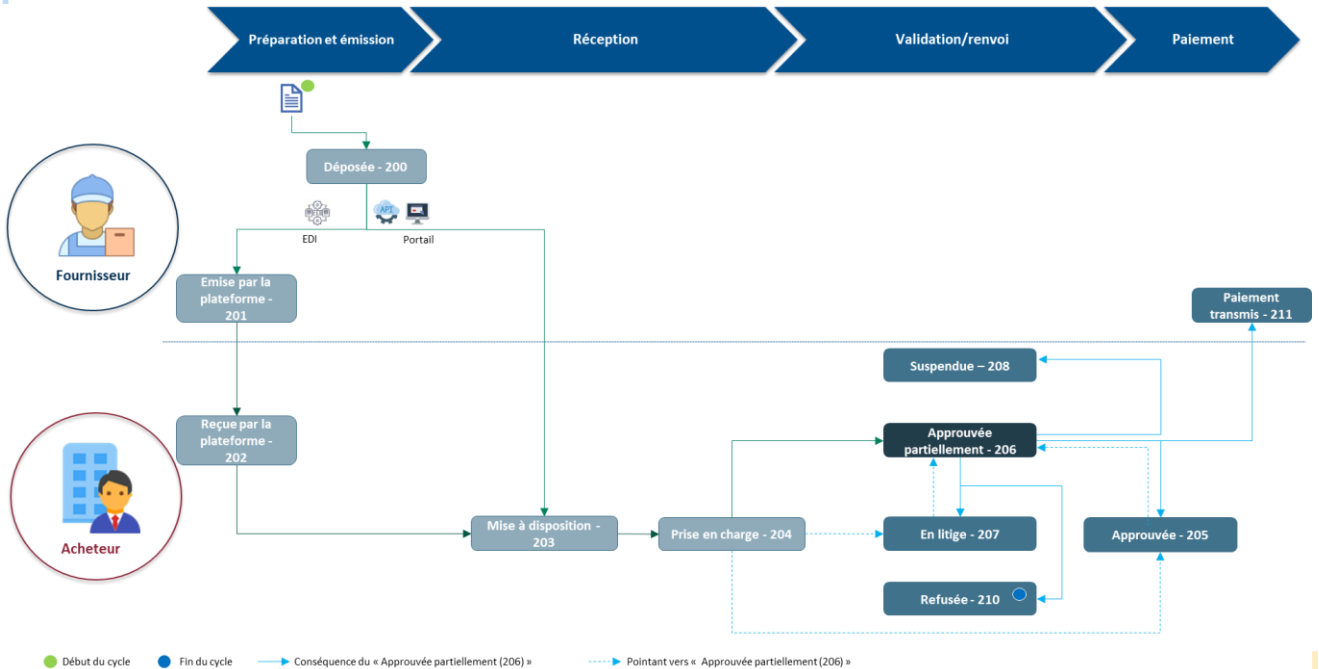 Préparation et émission
Réception
Validation/renvoi
Paiement
Déposée - 200
API
EDI
Portail
Fournisseur
Emise par la
plateforme -
201
Paiement
transmis - 211
Suspendue – 208
Reçue par la
plateforme -
202
Approuvée
partiellement - 206
Mise à disposition -
203
Prise en charge - 204
En litige - 207
Approuvée - 205
Acheteur
Refusée - 210
Début du cycle
Fin du cycle
Conséquence du « Approuvée partiellement (206) »
Pointant vers « Approuvée partiellement (206) »